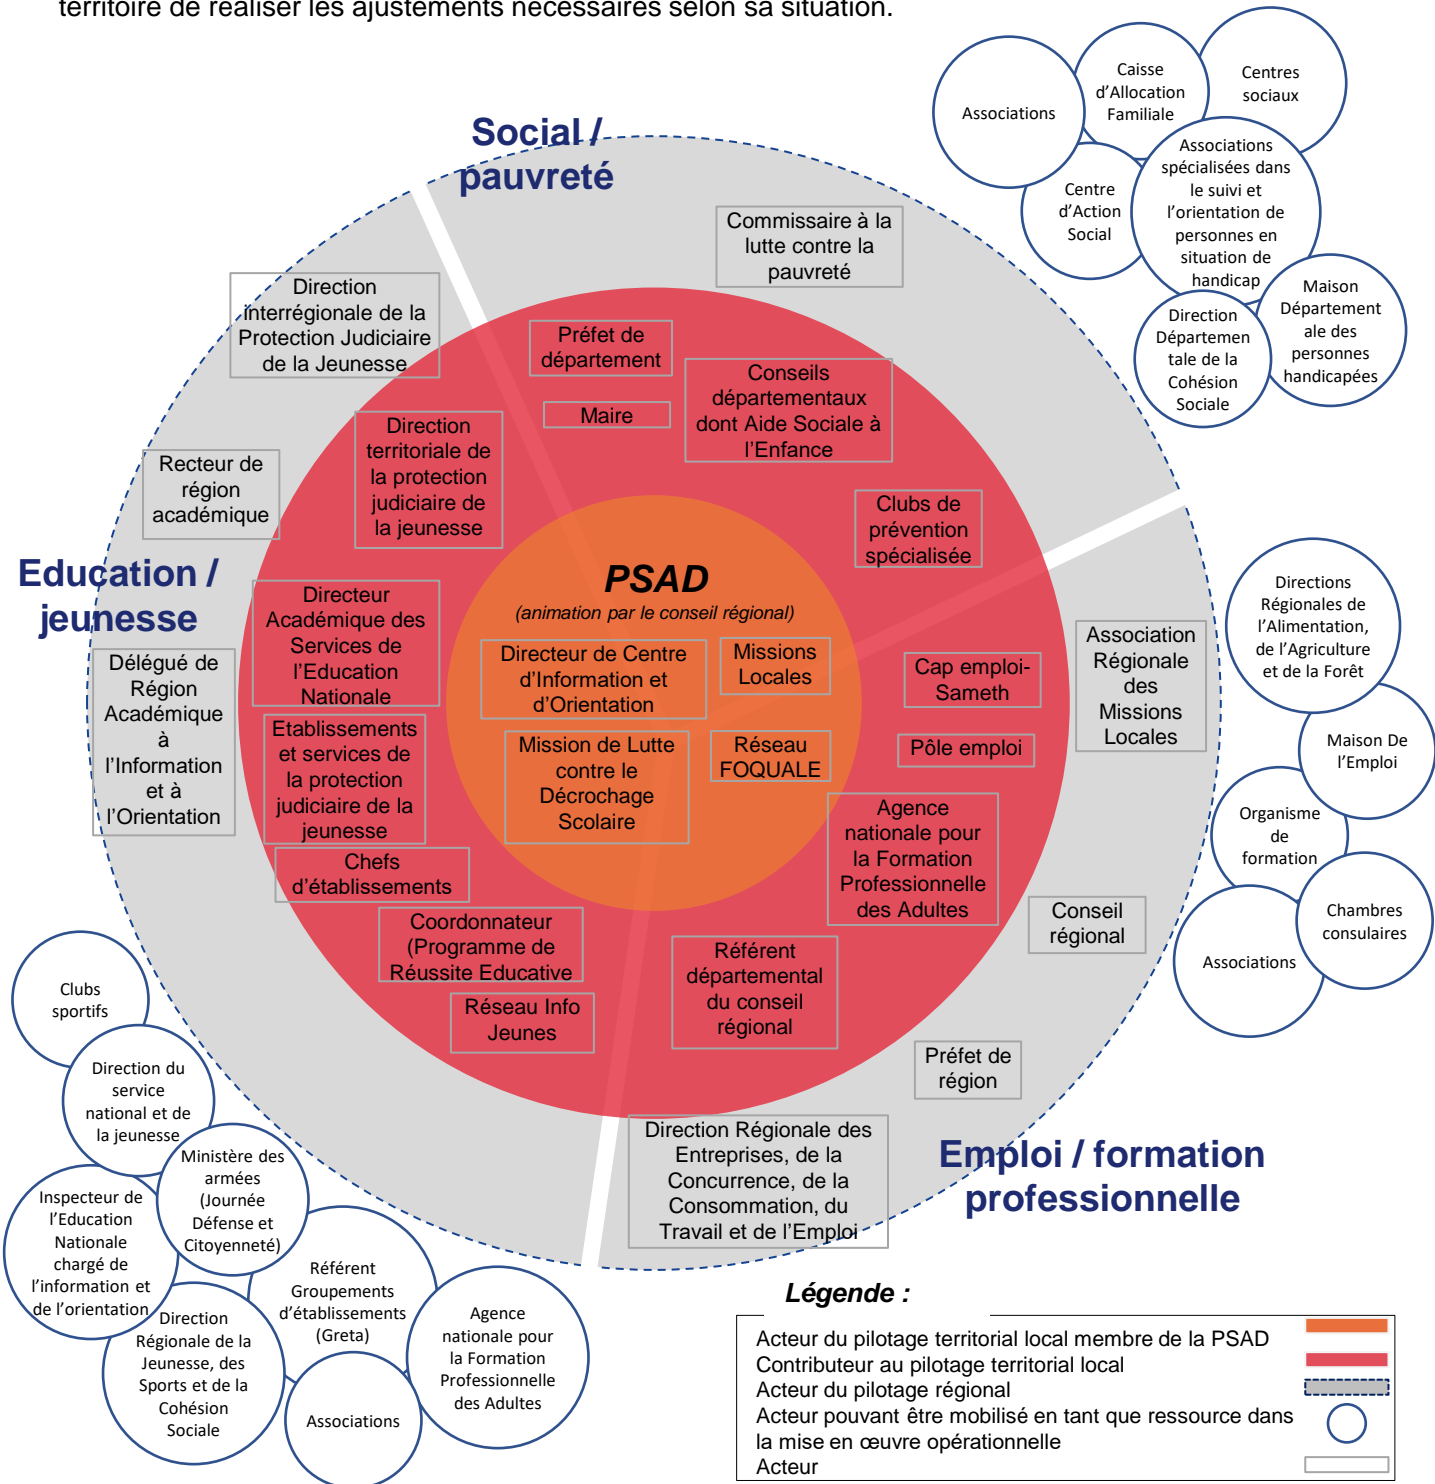 territoire de réaliser les ajustements nécessaires selon sa situation.
Social /
pauvreté
Associations
Caisse
d'Allocation
Familiale
Centres
sociaux
Centre
d'Action
Social
Associations
spécialisées dans
le suivi et
l'orientation de
personnes en
situation de
handicap
Direction
Départemen
tale de la
Cohésion
Sociale
Maison
Département
ale des
personnes
handicapées
Commissaire à la
lutte contre la
pauvreté
Direction
interrégionale de la
Protection Judiciaire
de la Jeunesse
Préfet de
département
Maire
Conseils
départementaux
dont Aide Sociale à
l'Enfance
Direction
territoriale de
la protection
judiciaire de
la jeunesse
Recteur de
région
académique
Clubs de
prévention
spécialisée
Education /
jeunesse
PSAD
(animation par le conseil régional)
Directeur de Centre
d'Information et
d'Orientation
Missions
Locales
Mission de Lutte
contre le
Décrochage
Scolaire
Réseau
FOQUALE
Directeur
Académique des
Services de
l'Education
Nationale
Délégué de
Région
Académique
à
l'Information
et à
l'Orientation
Etablissements
et services de
la protection
judiciaire de la
jeunesse
Chefs
d'établissements
Coordonnateur
(Programme de
Réussite Educative
Réseau Info
Jeunes
Cap emploi-
Sameth
Pôle emploi
Agence
nationale pour
la Formation
Professionnelle
des Adultes
Référent
départemental
du conseil
régional
Association
Régionale
des
Missions
Locales
Conseil
régional
Préfet de
région
Direction Régionale des
Entreprises, de la
Concurrence, de la
Consommation, du
Travail et de l'Emploi
Directions
Régionales de
l'Alimentation,
de l'Agriculture
et de la Forêt
Maison De
l'Emploi
Organisme
de
formation
Chambres
consulaires
Associations
Emploi / formation
professionnelle
Clubs
sportifs
Direction du
service
national et de
la jeunesse
Ministère des
armées
(Journée
Défense et
Citoyenneté)
Inspecteur de
l'Education
Nationale
chargé de
l'information et
de l'orientation
Référent
Groupements
d'établissements
(Greta)
Direction
Régionale de la
Jeunesse, des
Sports et de la
Cohésion
Sociale
Associations
Agence
nationale pour
la Formation
Professionnelle
des Adultes
Légende :
Acteur du pilotage territorial local membre de la PSAD
Contributeur au pilotage territorial local
Acteur du pilotage régional
Acteur pouvant être mobilisé en tant que ressource dans
la mise en œuvre opérationnelle
Acteur